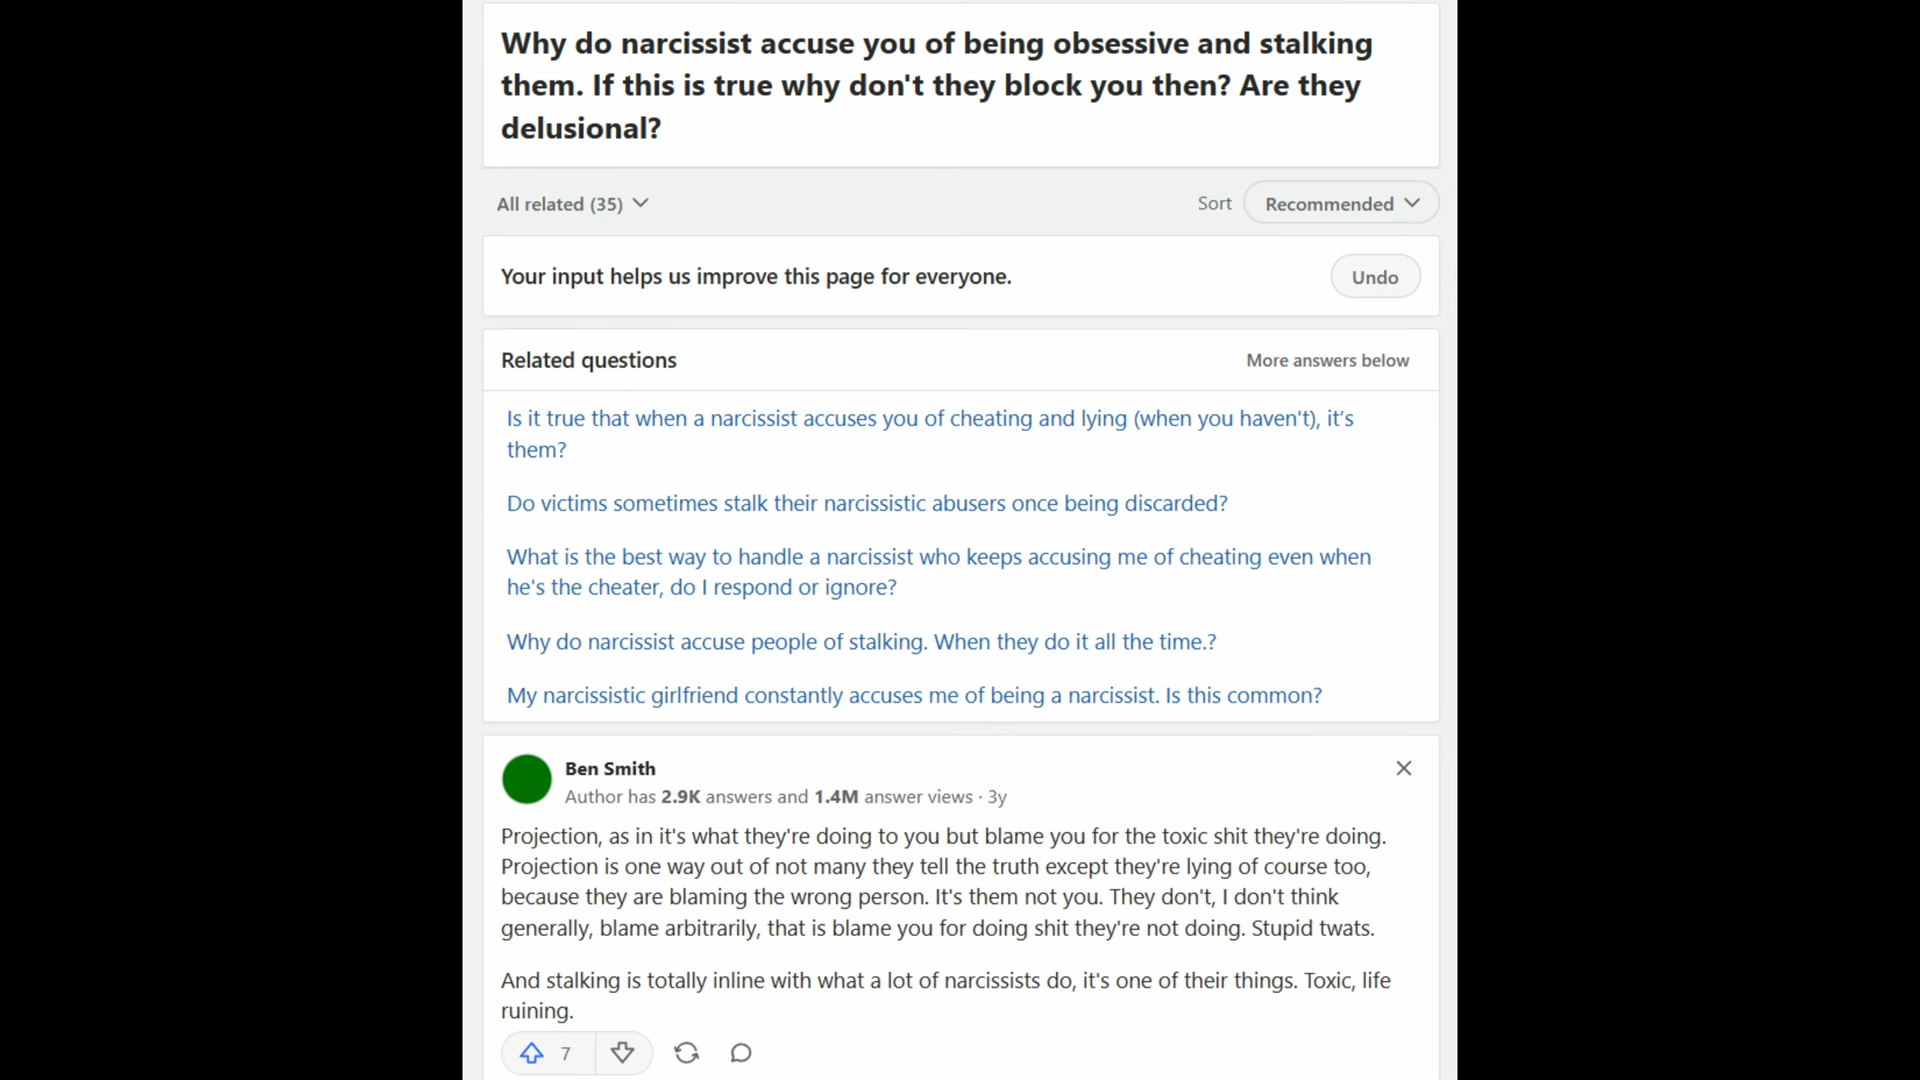 Why do narcissist accuse you of being obsessive and stalking
them. If this is true why don't they block you then? Are they
delusional?
All related (35)
Sort Recommended
Your input helps us improve this page for everyone.
Undo
Related questions
More answers below
Is it true that when a narcissist accuses you of cheating and lying (when you haven't), it’s
them?
Do victims sometimes stalk their narcissistic abusers once being discarded?
What is the best way to handle a narcissist who keeps accusing me of cheating even when
he's the cheater, do I respond or ignore?
Why do narcissist accuse people of stalking. When they do it all the time.?
My narcissistic girlfriend constantly accuses me of being a narcissist. Is this common?
Ben Smith
Author has 2.9K answers and 1.4M answer views · 3y
Projection, as in it's what they're doing to you but blame you for the toxic shit they're doing.
Projection is one way out of not many they tell the truth except they're lying of course too,
because they are blaming the wrong person. It's them not you. They don't, I don't think
generally, blame arbitrarily, that is blame you for doing shit they're not doing. Stupid twats.
And stalking is totally inline with what a lot of narcissists do, it's one of their things. Toxic, life
ruining.
7